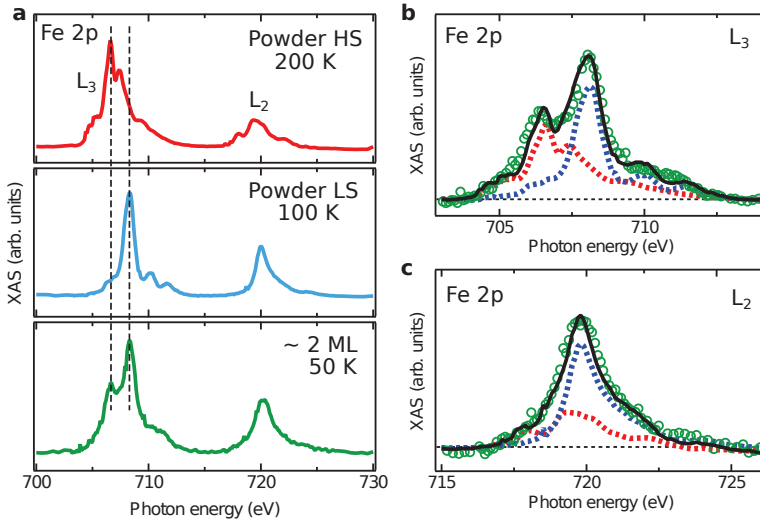 a
Fe 2p
Powder HS
200 K
L3
L2
Powder LS
100 K
~ 2 ML
50 K
XAS (arb. units)
700 710 720 730
Photon energy (eV)
b
Fe 2p
L3
XAS (arb. units)
705 710
Photon energy (eV)
c
Fe 2p
L2
XAS (arb. units)
715 720 725
Photon energy (eV)